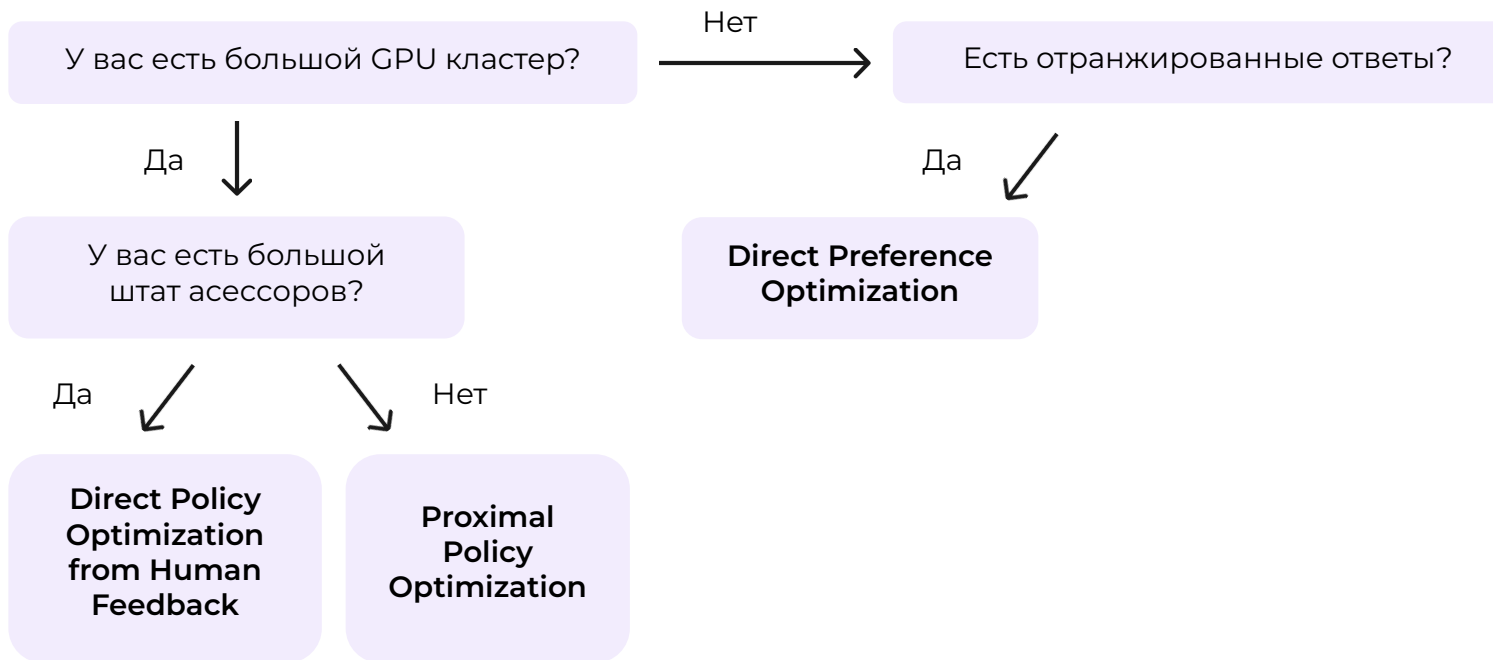 Нет
У вас есть большой GPU кластер?
Есть отранжированные ответы?
Да
Да
У вас есть большой
штат асессоров?
Direct Preference
Optimization
Да
Нет
Direct Policy
Optimization
from Human
Feedback
Proximal
Policy
Optimization